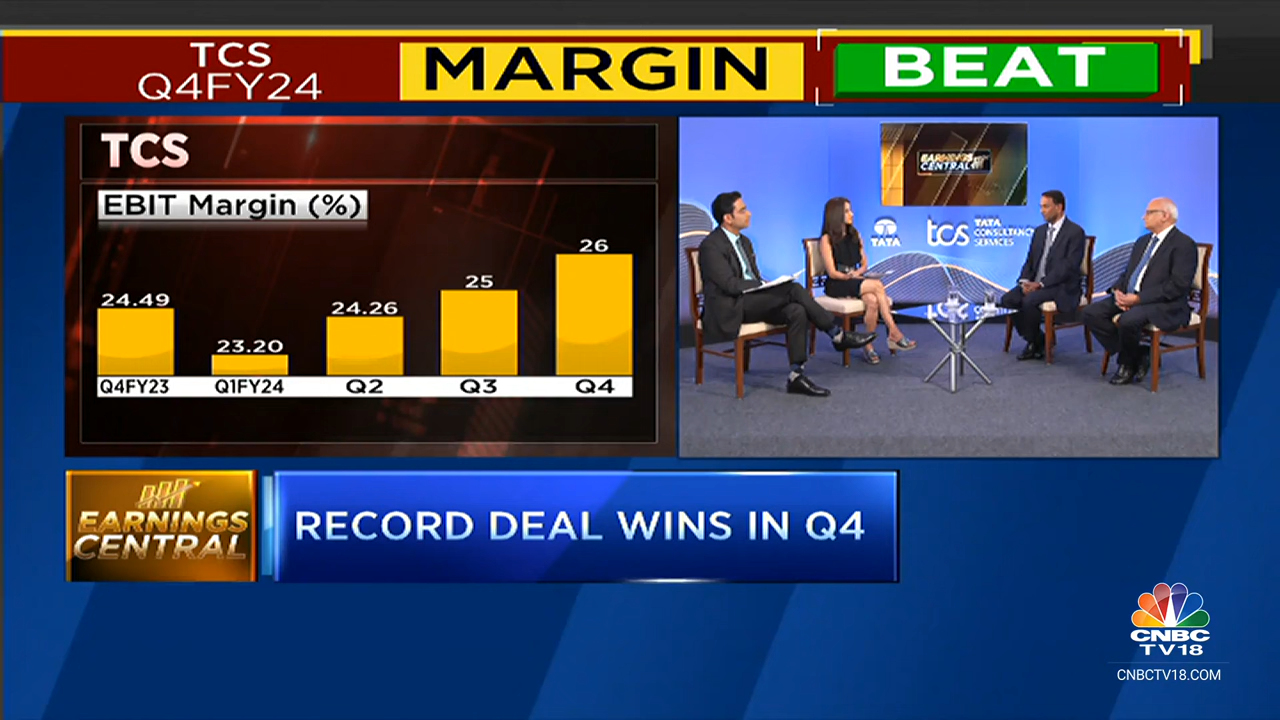 TCS
Q4FY24
MARGIN
BEAT
TCS
EBIT Margin (%)
24.49
23.20
24.26
25
26
Q4FY23
Q1FY24
Q2
Q3
Q4
EARNINGS
CENTRAL
TATA
tcs
TATA
CONSULTANCY
SERVICES
EARNINGS
CENTRAL
RECORD DEAL WINS IN Q4
CNBC
TV18
CNBCTV18.COM